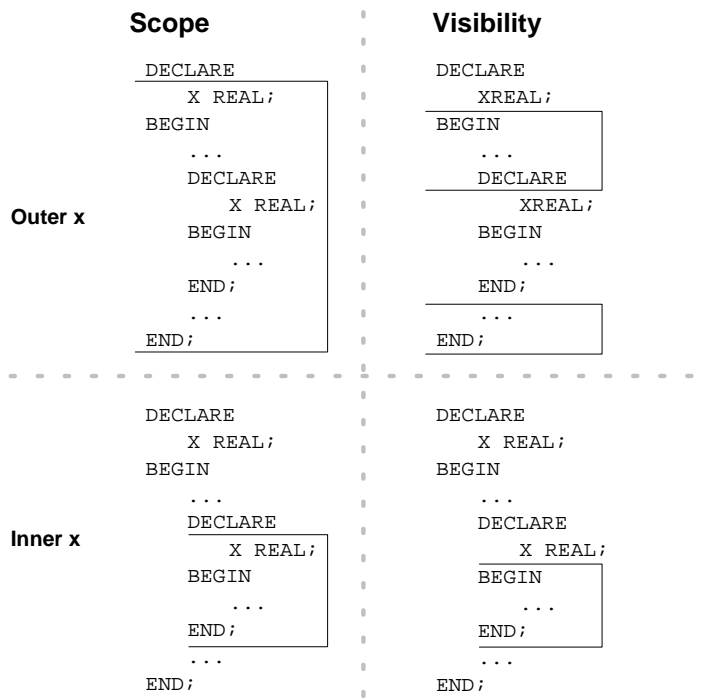 Scope
DECLARE
X REAL;
BEGIN
...
DECLARE
X REAL;
BEGIN
...
END;
...
END;
Visibility
DECLARE
XREAL;
BEGIN
...
DECLARE
XREAL;
BEGIN
...
END;
...
END;
Outer x
DECLARE
X REAL;
BEGIN
...
DECLARE
X REAL;
BEGIN
...
END;
...
END;
DECLARE
X REAL;
BEGIN
...
DECLARE
X REAL;
BEGIN
...
END;
...
END;
Inner x